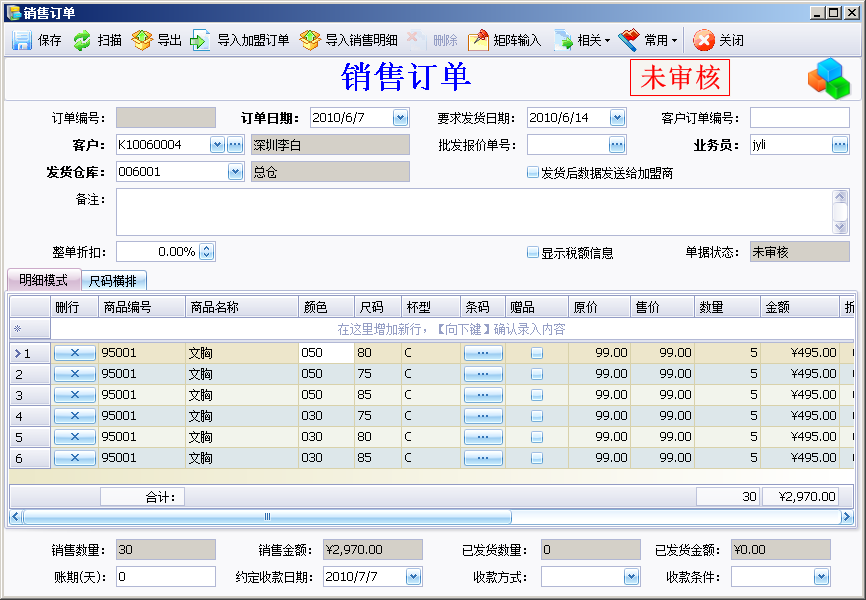 销售订单
保存 扫描 导出 导入加盟订单 导入销售明细 删除 矩阵输入 相关 常用 关闭
销售订单 未审核
订单编号: 订单日期: 2010/6/7 要求发货日期: 2010/6/14 客户订单编号:
客户: K10060004 深圳李白 批发报价单号: 业务员: jyli
发货仓库: 006001 总仓 发货后数据发送给加盟商
备注:
整单折扣: 0.00% 显示税额信息 单据状态: 未审核
明细模式 尺码横排
删行 商品编号 商品名称 颜色 尺码 杯型 条码 赠品 原价 售价 数量 金额 折
在这里增加新行,【向下键】确认录入内容
1 95001 文胸 050 80 C 99.00 99.00 5 ¥495.00
2 95001 文胸 050 75 C 99.00 99.00 5 ¥495.00
3 95001 文胸 050 85 C 99.00 99.00 5 ¥495.00
4 95001 文胸 030 75 C 99.00 99.00 5 ¥495.00
5 95001 文胸 030 80 C 99.00 99.00 5 ¥495.00
6 95001 文胸 030 85 C 99.00 99.00 5 ¥495.00
合计: 30 ¥2,970.00
销售数量: 30 销售金额: ¥2,970.00 已发货数量: 0 已发货金额: ¥0.00
账期(天): 0 约定收款日期: 2010/7/7 收款方式: 收款条件: